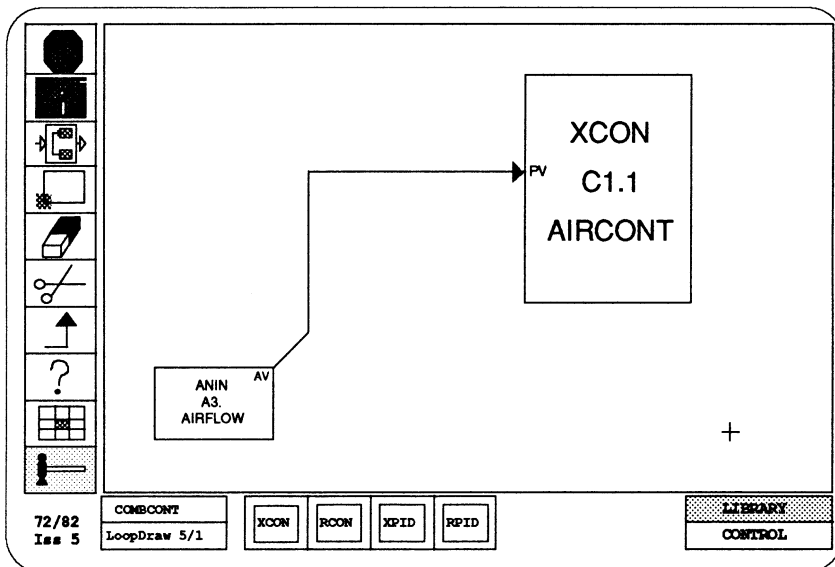 XCON
C1.1
AIRCONT
PV
AV
ANIN
A3.
AIRFLOW
?
72/82
Iss 5
COMBCONT
LoopDraw 5/1
XCON
RCON
XPID
RPID
LIBRARY
CONTROL